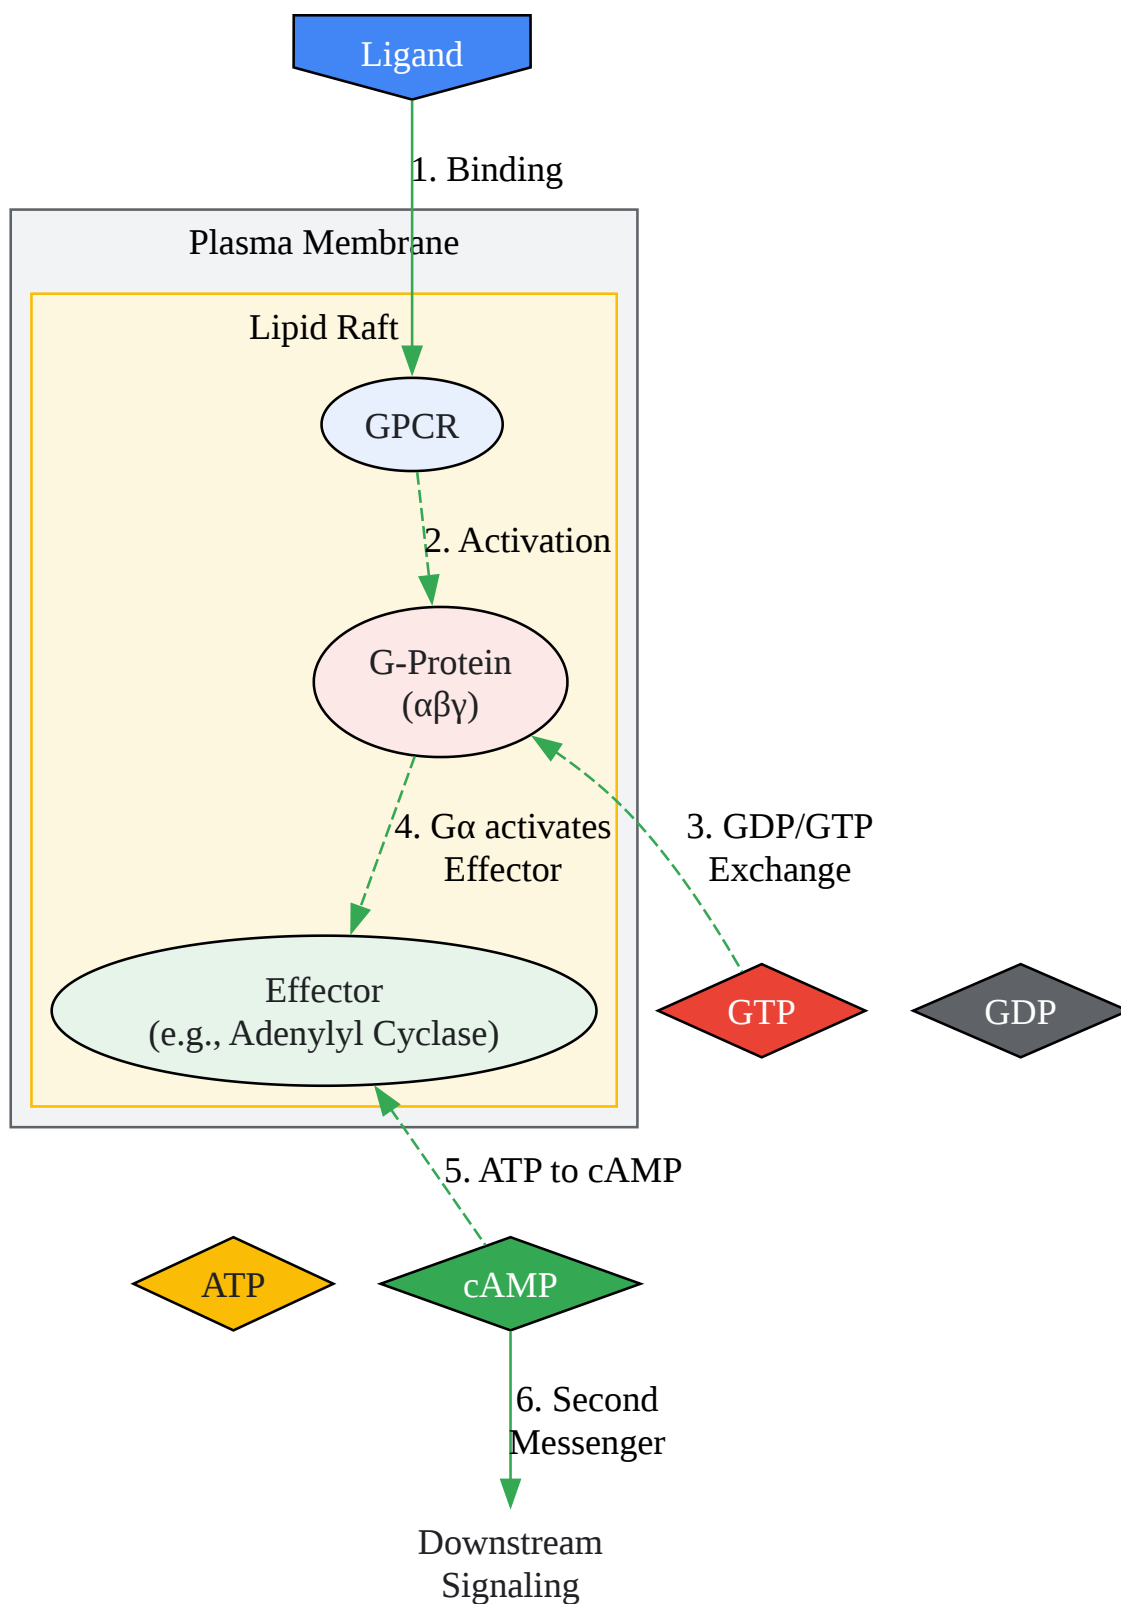 Ligand
1. Binding
Plasma Membrane
Lipid Raft
GPCR
2. Activation
G-Protein
(αβγ)
4. Gα activates
Effector
3. GDP/GTP
Exchange
Effector
(e.g., Adenylyl Cyclase)
GTP
GDP
5. ATP to cAMP
ATP
cAMP
6. Second
Messenger
Downstream
Signaling